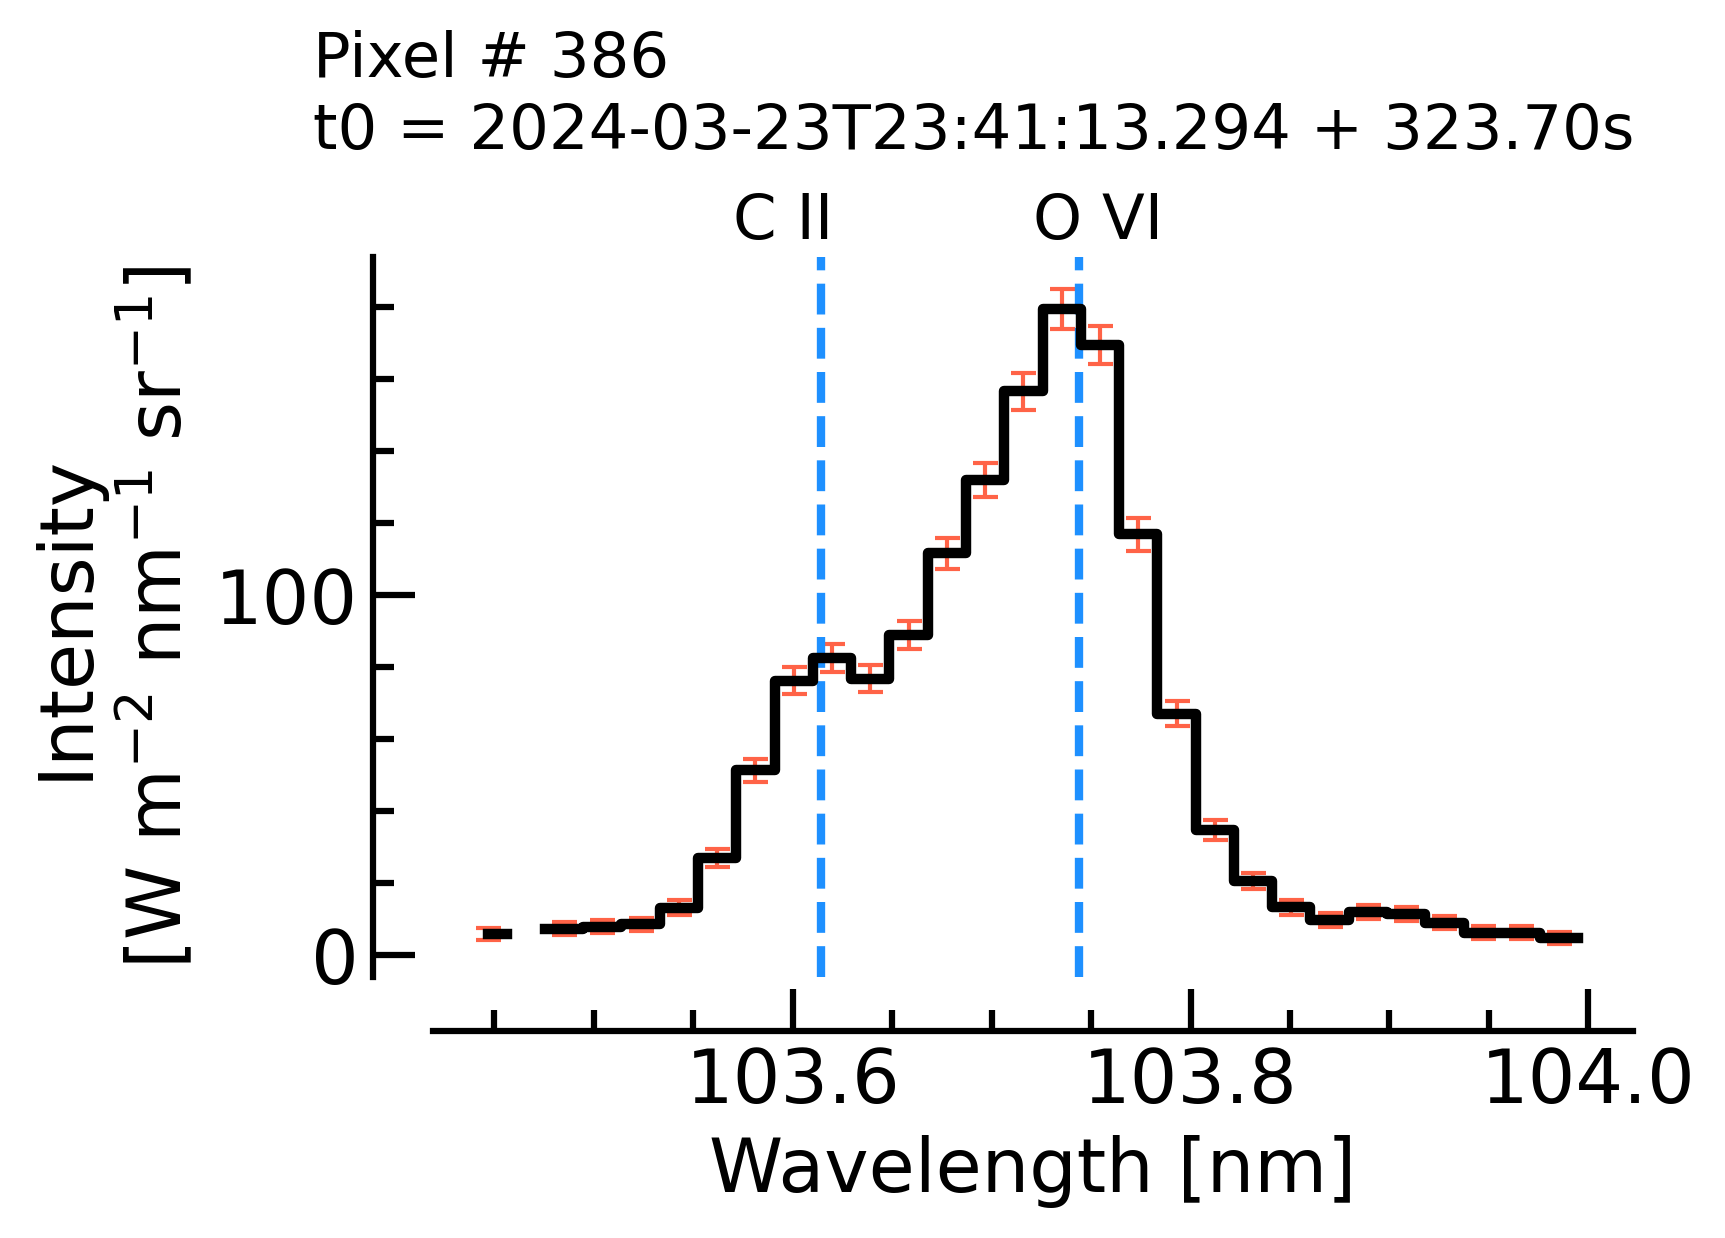 Pixel # 386
t0 = 2024-03-23T23:41:13.294 + 323.70s
C II
O VI
Intensity
[W m⁻² nm⁻¹ sr⁻¹]
100
0
103.6
103.8
104.0
Wavelength [nm]